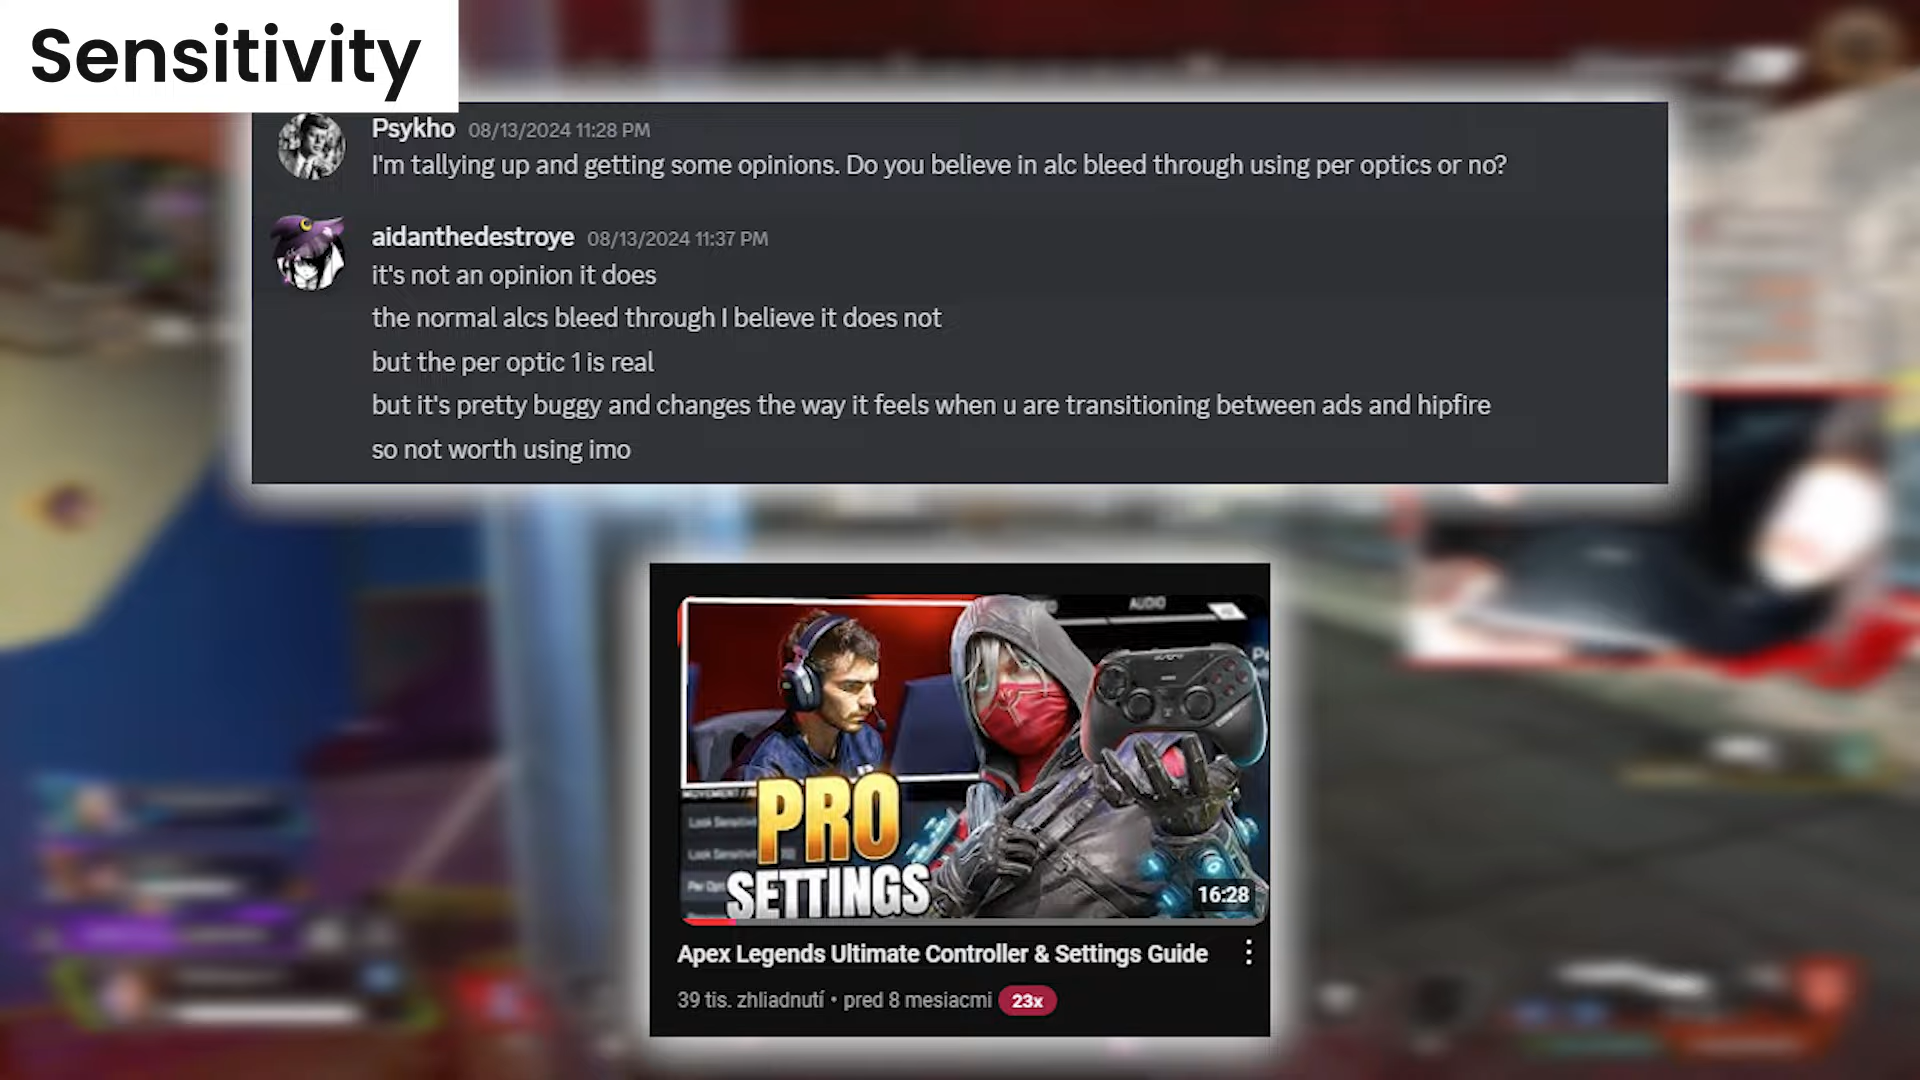 Sensitivity
Psykho 08/13/2024 11:28 PM
I'm tallying up and getting some opinions. Do you believe in alc bleed through using per optics or no?
aidanthedestroye 08/13/2024 11:37 PM
it's not an opinion it does
the normal alcs bleed through I believe it does not
but the per optic 1 is real
but it's pretty buggy and changes the way it feels when u are transitioning between ads and hipfire
so not worth using imo
AUDIO
PRO
Look Sensitivi
SETTINGS
16:28
Apex Legends Ultimate Controller & Settings Guide
39 tis. zhliadnutí • pred 8 mesiacmi 23x